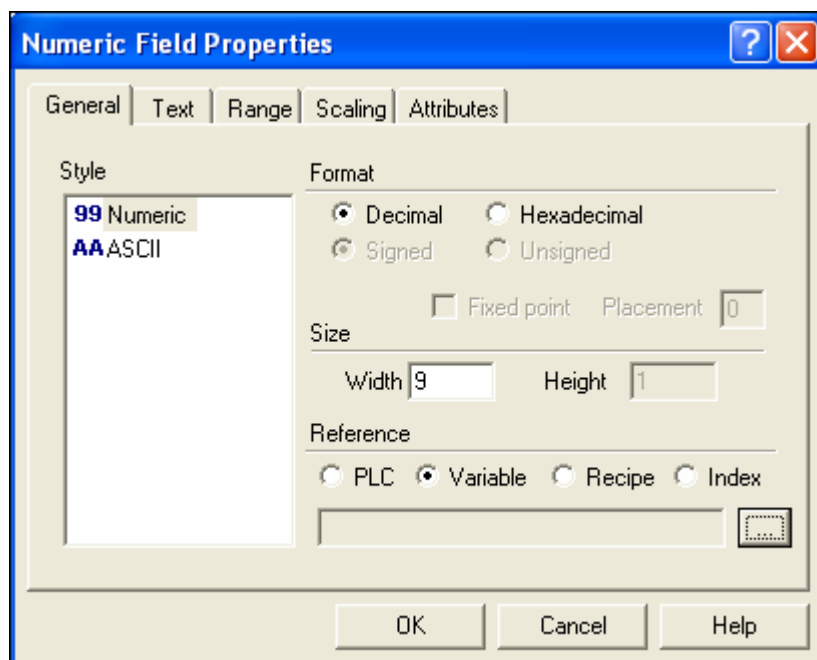 Numeric Field Properties
General Text Range Scaling Attributes
Style
99 Numeric
AA ASCII
Format
Decimal Hexadecimal
Signed Unsigned
Fixed point Placement 0
Size
Width 9 Height 1
Reference
PLC Variable Recipe Index
...
OK Cancel Help